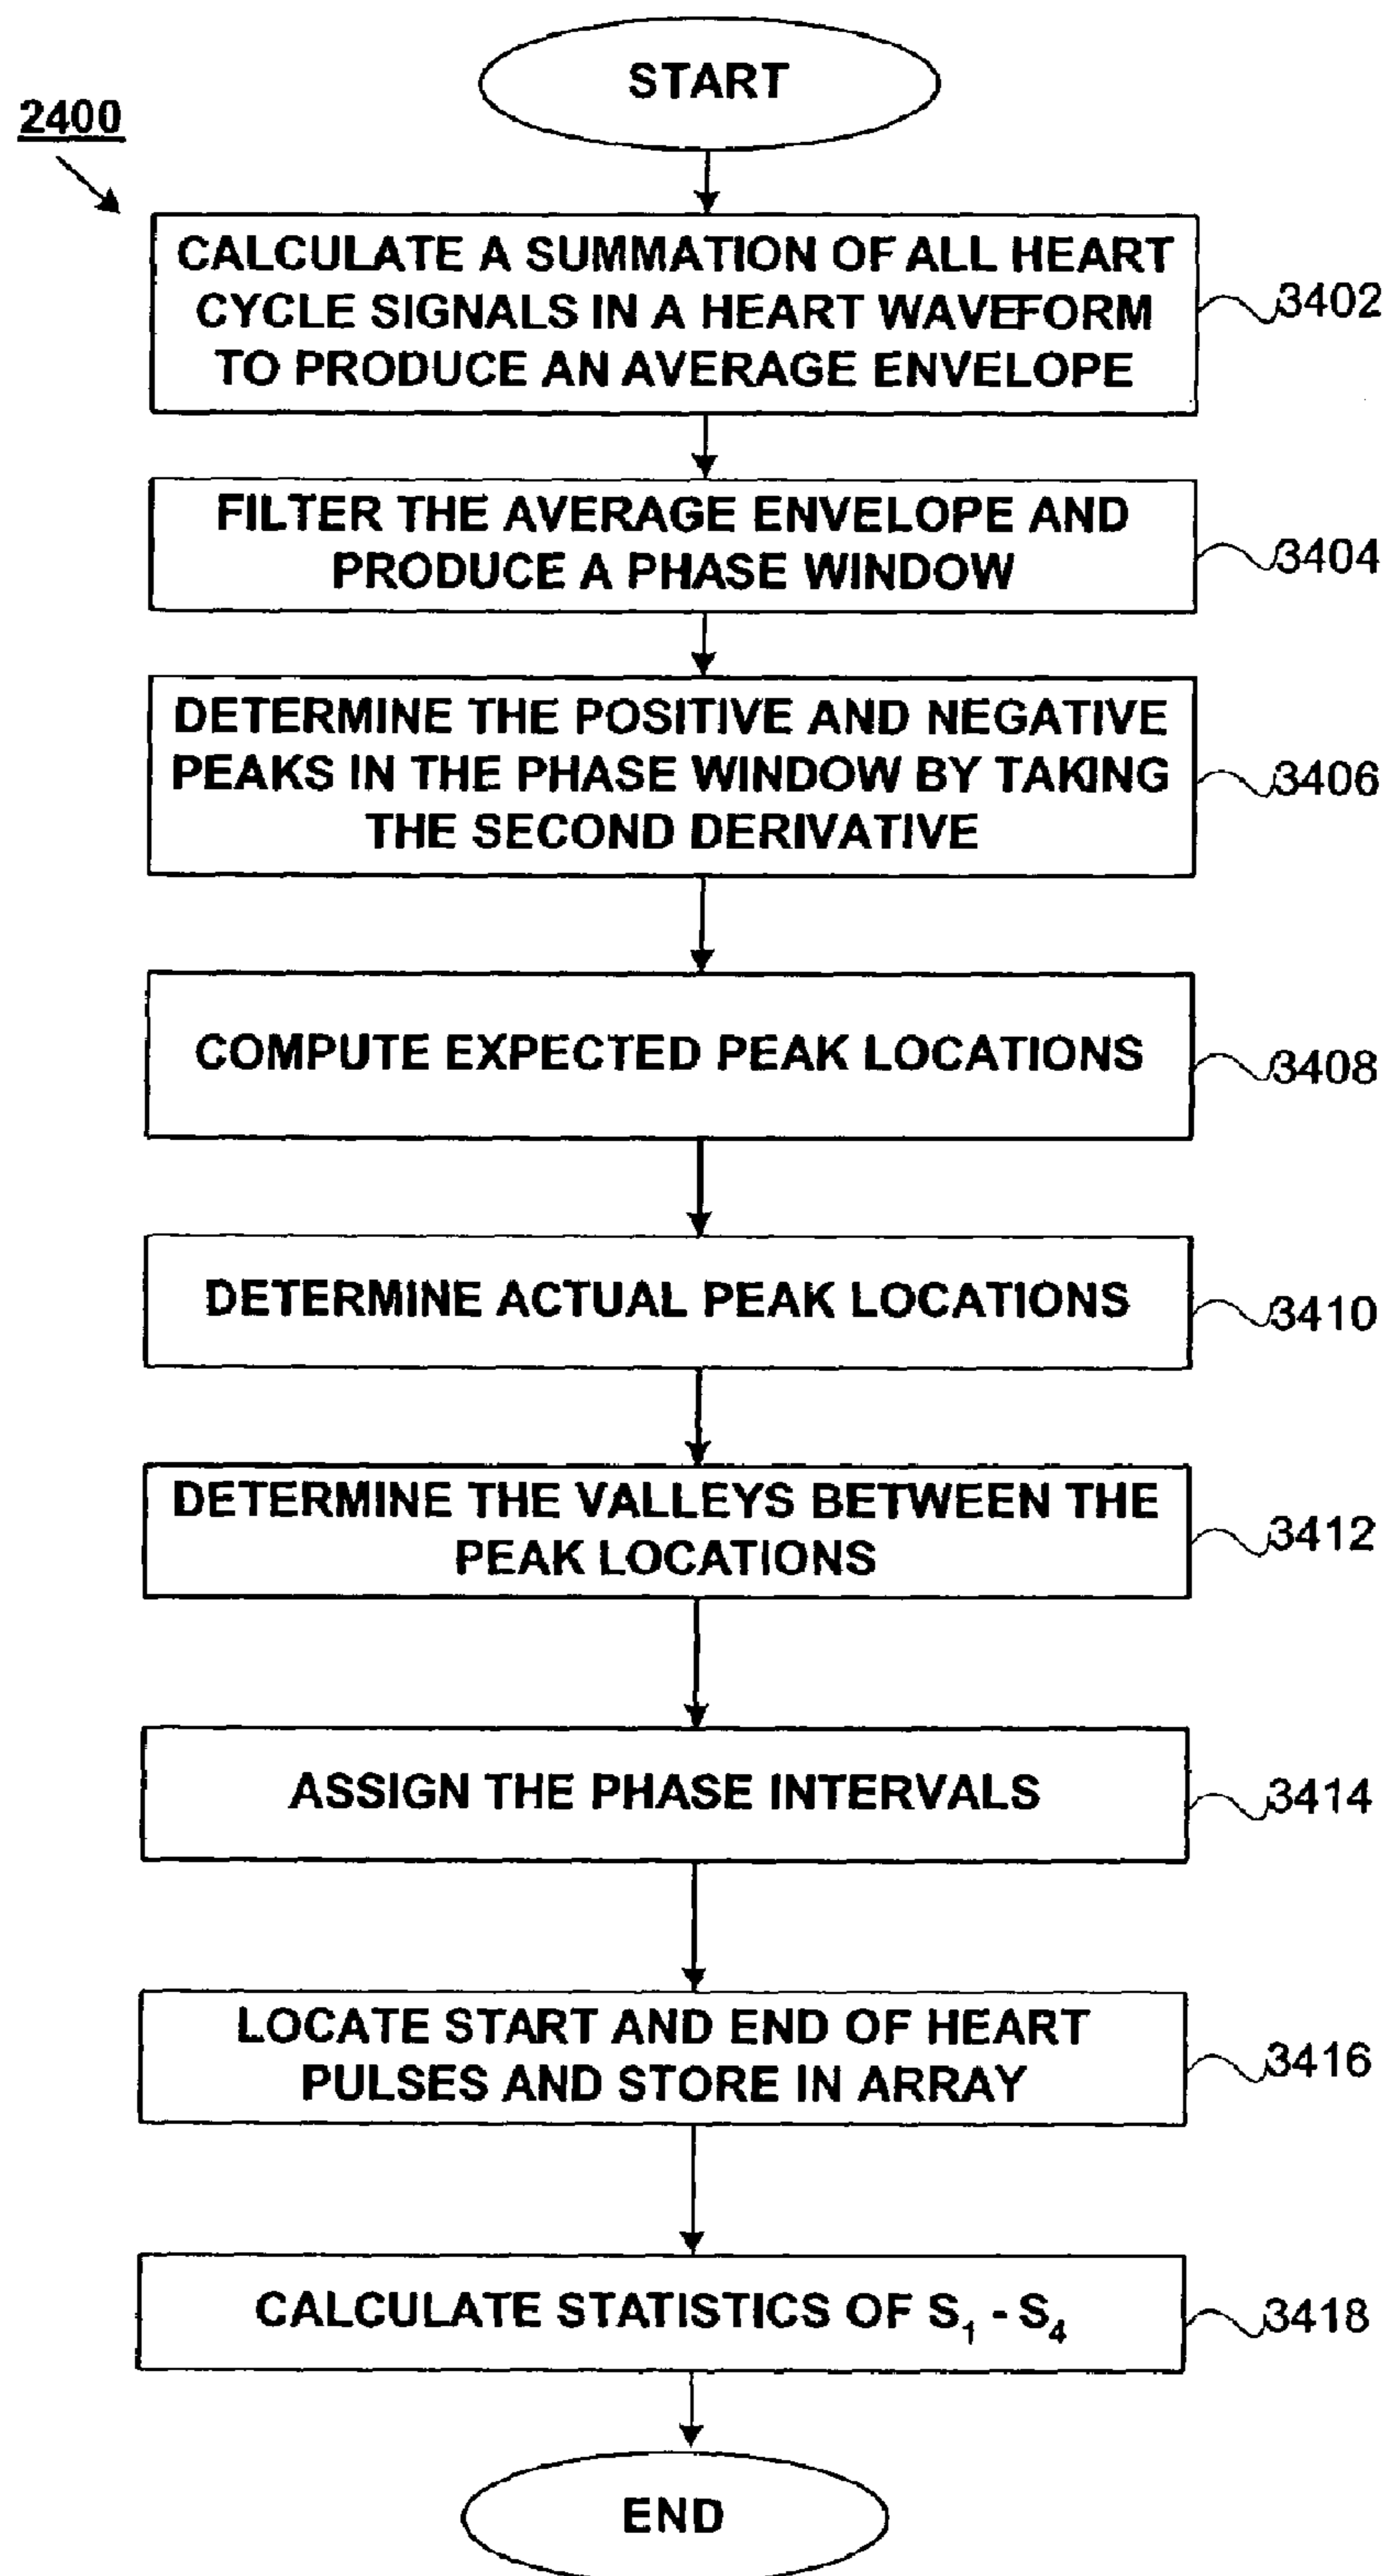 START
2400
CALCULATE A SUMMATION OF ALL HEART
CYCLE SIGNALS IN A HEART WAVEFORM
TO PRODUCE AN AVERAGE ENVELOPE
3402
FILTER THE AVERAGE ENVELOPE AND
PRODUCE A PHASE WINDOW
3404
DETERMINE THE POSITIVE AND NEGATIVE
PEAKS IN THE PHASE WINDOW BY TAKING
THE SECOND DERIVATIVE
3406
COMPUTE EXPECTED PEAK LOCATIONS
3408
DETERMINE ACTUAL PEAK LOCATIONS
3410
DETERMINE THE VALLEYS BETWEEN THE
PEAK LOCATIONS
3412
ASSIGN THE PHASE INTERVALS
3414
LOCATE START AND END OF HEART
PULSES AND STORE IN ARRAY
3416
CALCULATE STATISTICS OF S₁ - S₄
3418
END